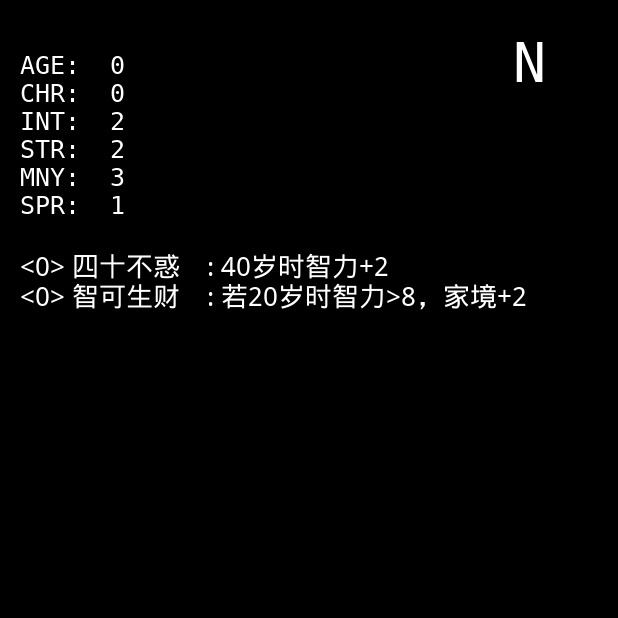 N
AGE: 0
CHR: 0
INT: 2
STR: 2
MNY: 3
SPR: 1
<0> 四十不惑 :40岁时智力+2
<0> 智可生财 :若20岁时智力>8，家境+2